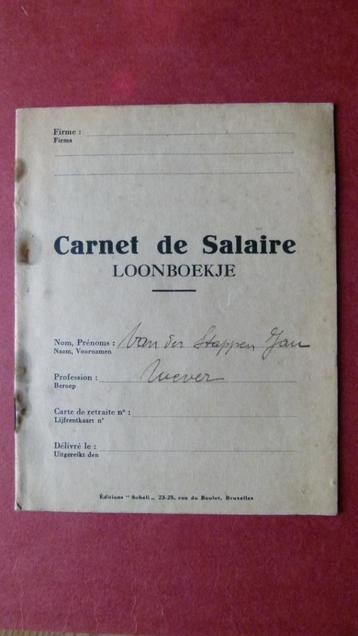 Firme :
Firma
Carnet de Salaire
LOONBOEKJE
Nom, Prénoms : Van der Stappen Jan
Naam, Voornamen
Profession : Wever
Beroep
Carte de retraite n° :
Lijfrentkaart n°
Délivré le :
Uitgereikt den
Éditions " Scheli „ 23-25, rue du Boulet, Bruxelles